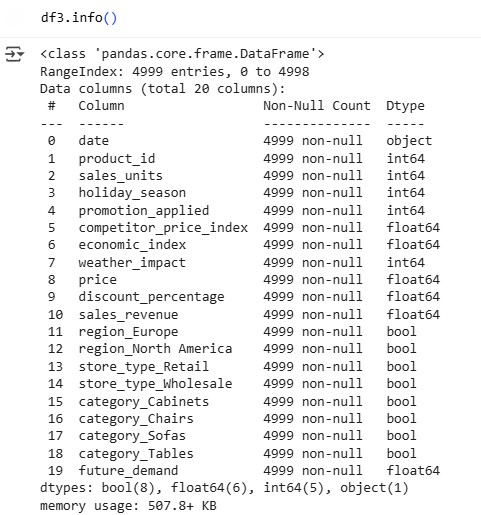 df3.info()
<class 'pandas.core.frame.DataFrame'>
RangeIndex: 4999 entries, 0 to 4998
Data columns (total 20 columns):
 #   Column                  Non-Null Count  Dtype
---  ------                  --------------  -----
 0   date                    4999 non-null   object
 1   product_id              4999 non-null   int64
 2   sales_units             4999 non-null   int64
 3   holiday_season          4999 non-null   int64
 4   promotion_applied       4999 non-null   int64
 5   competitor_price_index  4999 non-null   float64
 6   economic_index          4999 non-null   float64
 7   weather_impact          4999 non-null   int64
 8   price                   4999 non-null   float64
 9   discount_percentage     4999 non-null   float64
 10  sales_revenue           4999 non-null   float64
 11  region_Europe           4999 non-null   bool
 12  region_North America    4999 non-null   bool
 13  store_type_Retail       4999 non-null   bool
 14  store_type_Wholesale    4999 non-null   bool
 15  category_Cabinets       4999 non-null   bool
 16  category_Chairs         4999 non-null   bool
 17  category_Sofas          4999 non-null   bool
 18  category_Tables         4999 non-null   bool
 19  future_demand           4999 non-null   float64
dtypes: bool(8), float64(6), int64(5), object(1)
memory usage: 507.8+ KB